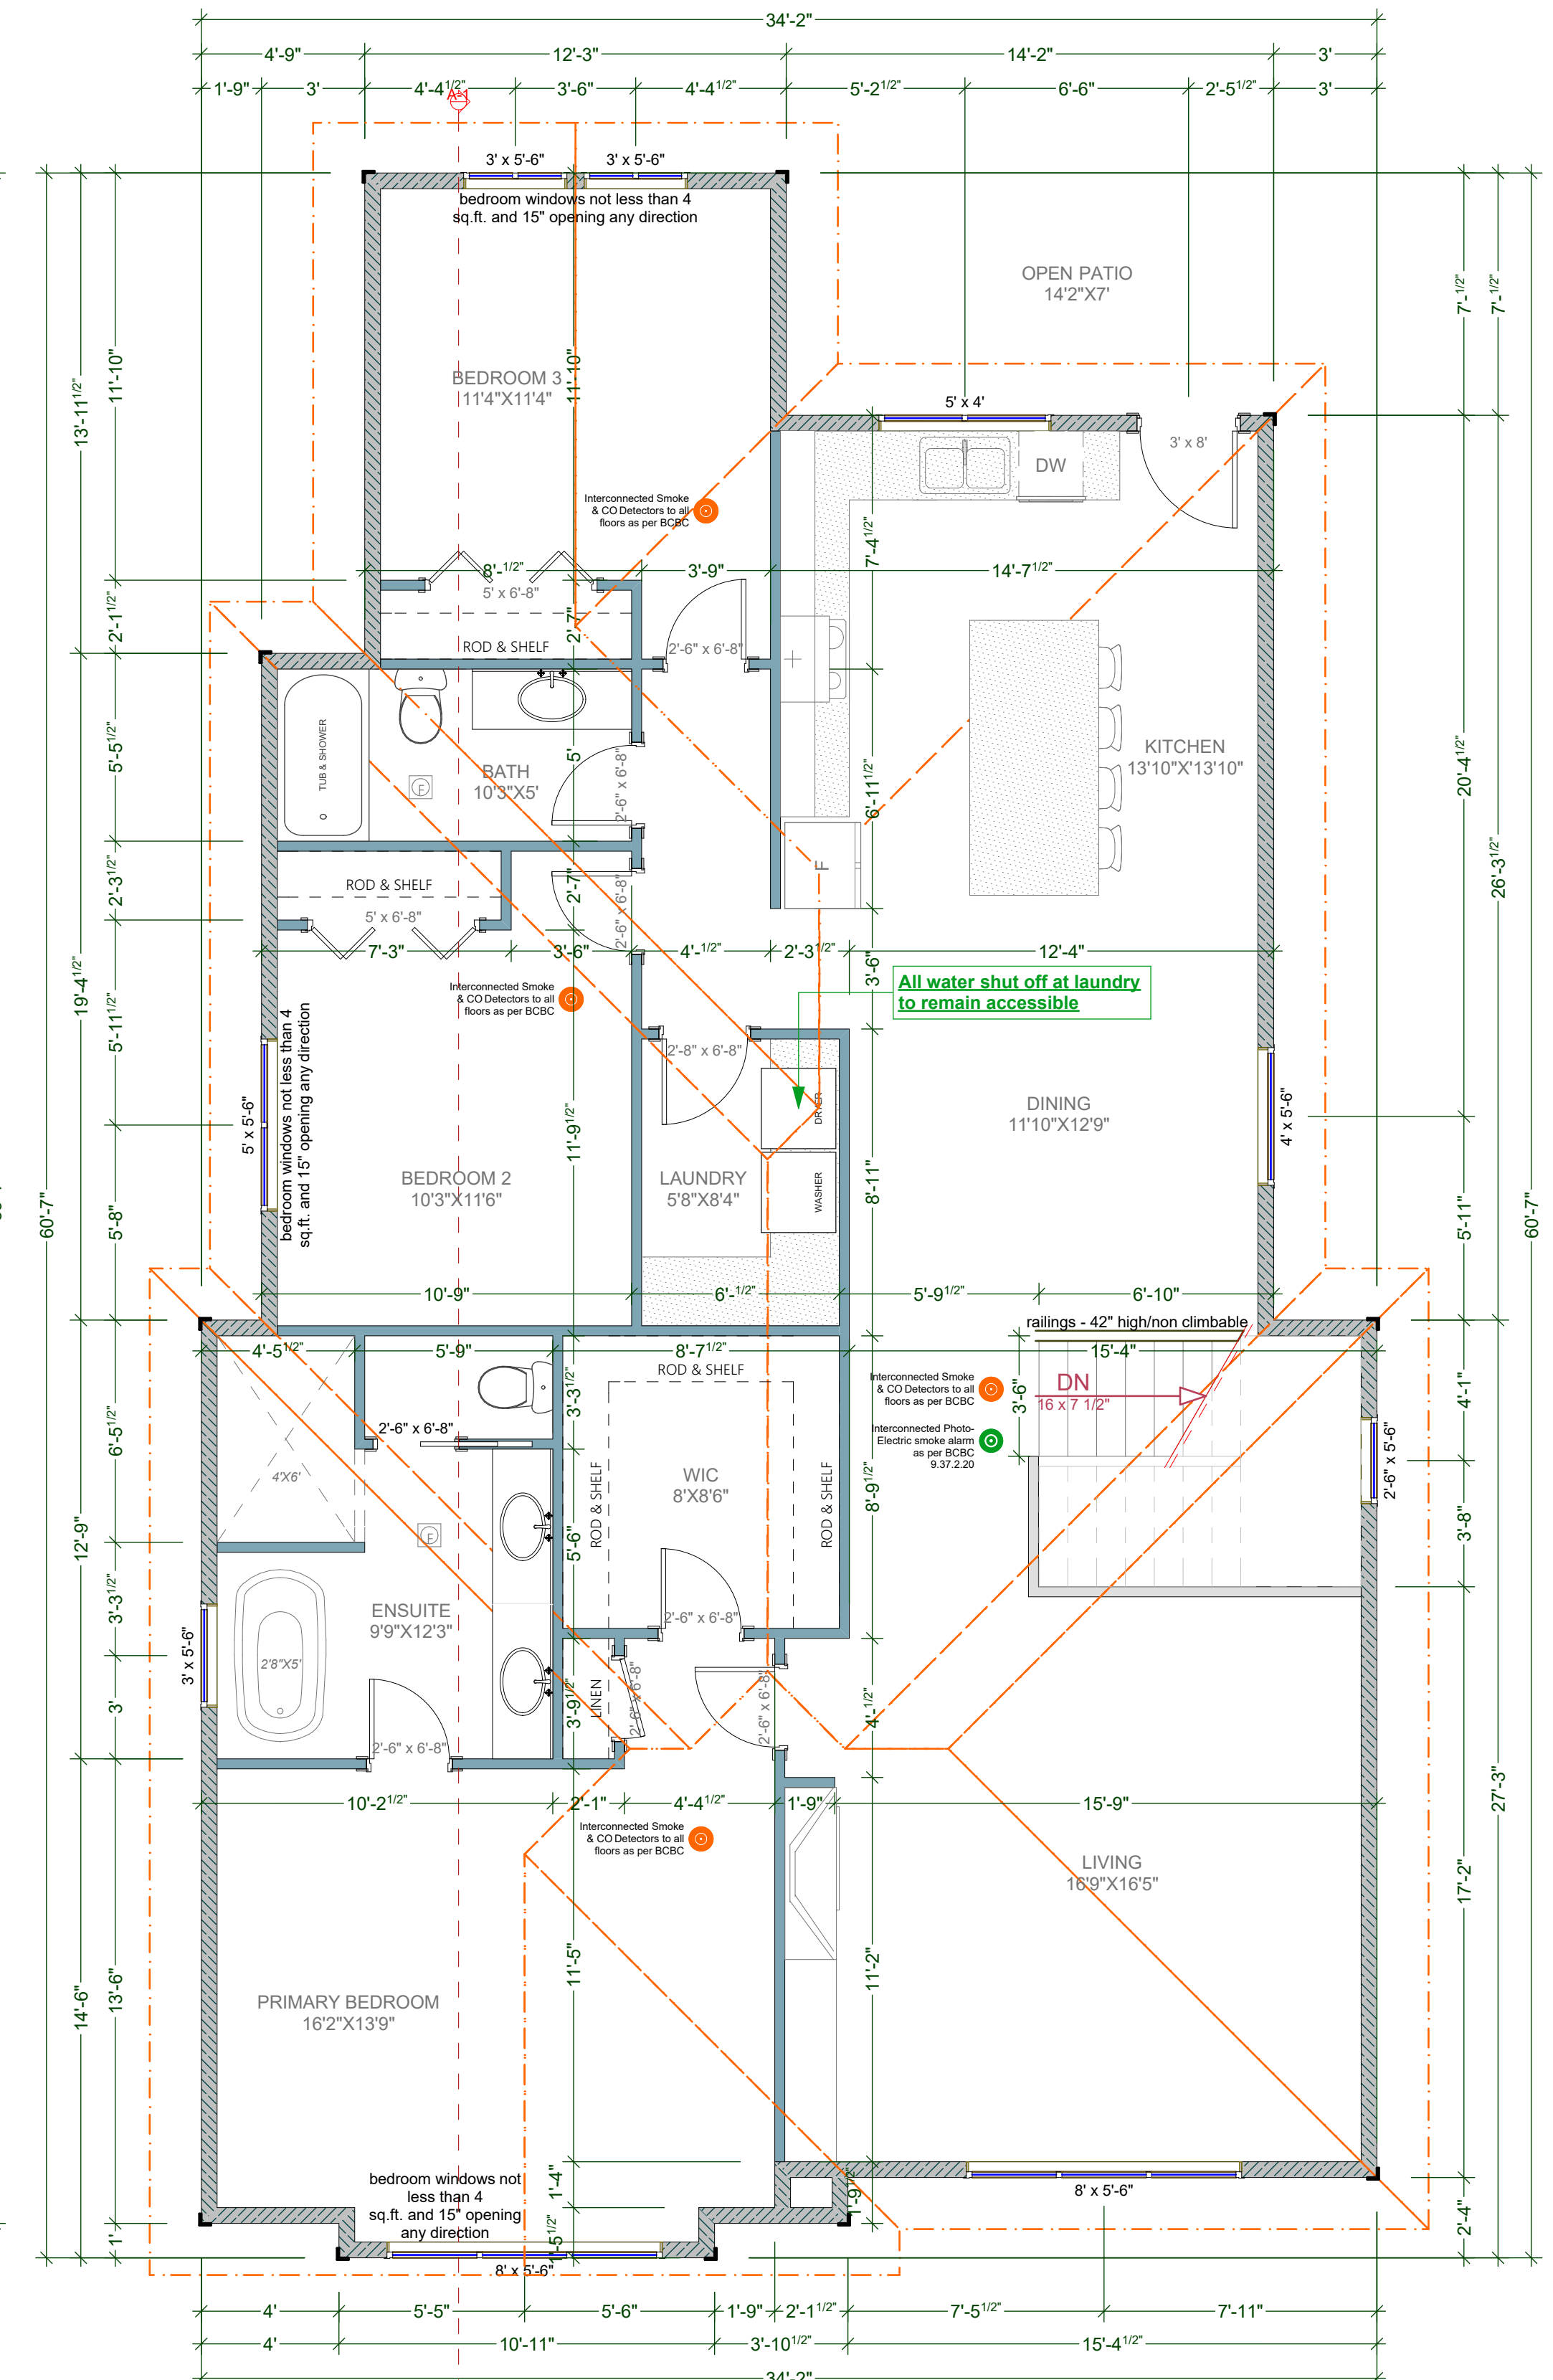 34'-2"
4'-9" 12'-3" 14'-2" 3'
1'-9" 3' 4'-4 1/2" 3'-6" 4'-4 1/2" 5'-2 1/2" 6'-6" 2'-5 1/2" 3'
A-1
3' x 5'-6" 3' x 5'-6"
bedroom windows not less than 4
sq.ft. and 15" opening any direction
OPEN PATIO
14'2"X7'
7'-1/2" 7'-1/2"
11'-10"
13'-11 1/2"
BEDROOM 3
11'4"X11'4"
11'-10"
5' x 4'
3' x 8'
DW
Interconnected Smoke
& CO Detectors to all
floors as per BCBC
7'-4 1/2"
8'-1/2" 3'-9" 14'-7 1/2"
5' x 6'-8"
2'-1 1/2"
2'-7"
ROD & SHELF
2'-6" x 6'-8"
TUB & SHOWER
5'-5 1/2"
5'
BATH
10'3"X5'
F
2'-6" x 6'-8"
6'-11 1/2"
KITCHEN
13'10"X'13'10"
20'-4 1/2"
26'-3 1/2"
F
2'-3 1/2"
ROD & SHELF
5' x 6'-8"
2'-7"
2'-6" x 6'-8"
7'-3" 3'-6" 4'-1/2" 2'-3 1/2" 12'-4"
3'-6"
All water shut off at laundry
to remain accessible
Interconnected Smoke
& CO Detectors to all
floors as per BCBC
19'-4 1/2"
5'-11 1/2"
bedroom windows not less than 4
sq.ft. and 15" opening any direction
5' x 5'-6"
2'-8" x 6'-8"
DRYER
11'-9 1/2"
DINING
11'10"X12'9"
4' x 5'-6"
BEDROOM 2
10'3"X11'6"
LAUNDRY
5'8"X8'4"
WASHER
8'-11"
60'-7"
5'-8"
5'-11"
60'-7"
10'-9" 6'-1/2" 5'-9 1/2" 6'-10"
railings - 42" high/non climbable
4'-5 1/2" 5'-9" 8'-7 1/2" 15'-4"
ROD & SHELF
Interconnected Smoke
& CO Detectors to all
floors as per BCBC
3'-6"
DN
16 x 7 1/2"
4'-1"
3'-3 1/2"
2'-6" x 6'-8"
Interconnected Photo-
Electric smoke alarm
as per BCBC
9.37.2.20
2'-6" x 5'-6"
6'-5 1/2"
4'X6'
ROD & SHELF
WIC
8'X8'6"
ROD & SHELF
8'-9 1/2"
F
5'-6"
12'-9"
3'-8"
3'-3 1/2"
ENSUITE
9'9"X12'3"
2'-6" x 6'-8"
3' x 5'-6"
2'8"X5'
LINEN
2'-6" x 6'-8"
2'-6" x 6'-8"
3'-9 1/2"
4'-1/2"
3'
2'-6" x 6'-8"
10'-2 1/2" 2'-1" 4'-4 1/2" 1'-9" 15'-9"
27'-3"
Interconnected Smoke
& CO Detectors to all
floors as per BCBC
LIVING
16'9"X16'5"
17'-2"
11'-5"
11'-2"
PRIMARY BEDROOM
16'2"X13'9"
13'-6"
14'-6"
bedroom windows not
less than 4
sq.ft. and 15" opening
any direction
1'-4"
1'-9 1/2"
8' x 5'-6"
2'-4"
1'
1'-5 1/2"
8' x 5'-6"
4' 5'-5" 5'-6" 1'-9" 2'-1 1/2" 7'-5 1/2" 7'-11"
4' 10'-11" 3'-10 1/2" 15'-4 1/2"
34'-2"